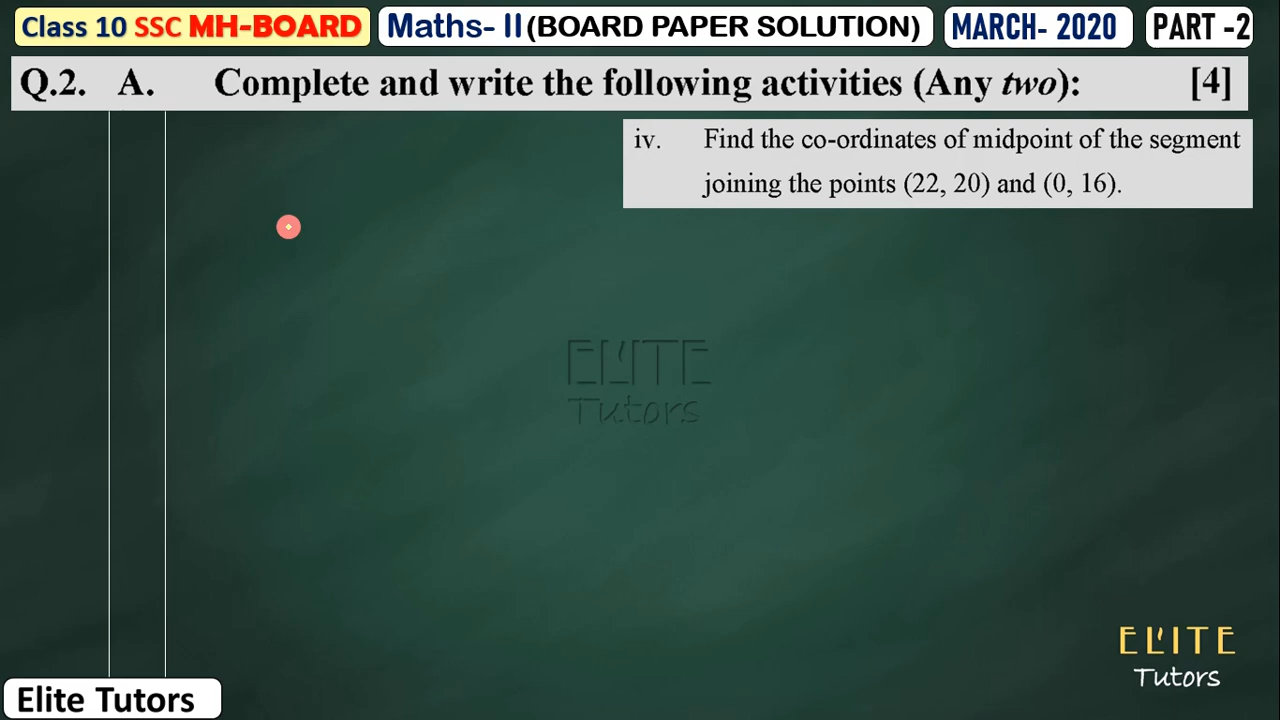 Class 10 SSC MH-BOARD Maths- II (BOARD PAPER SOLUTION) MARCH- 2020 PART -2
Q.2. A. Complete and write the following activities (Any two): [4]
iv. Find the co-ordinates of midpoint of the segment
joining the points (22, 20) and (0, 16).
ELITE
Tutors
ELITE
Tutors
Elite Tutors